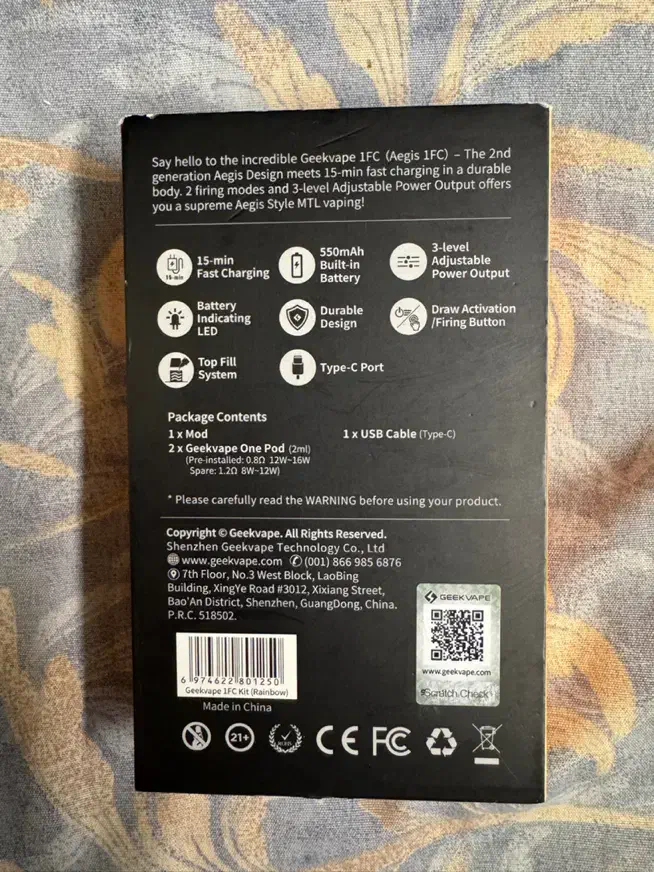 Say hello to the incredible Geekvape 1FC (Aegis 1FC) – The 2nd
generation Aegis Design meets 15-min fast charging in a durable
body. 2 firing modes and 3-level Adjustable Power Output offers
you a supreme Aegis Style MTL vaping!
15-min
15-min
Fast Charging
550mAh
Built-in
Battery
3-level
Adjustable
Power Output
Battery
Indicating
LED
Durable
Design
Draw Activation
/Firing Button
Top Fill
System
Type-C Port
Package Contents
1 x Mod
2 x Geekvape One Pod (2ml)
(Pre-installed: 0.8Ω 12W~16W
Spare: 1.2Ω 8W~12W)
1 x USB Cable (Type-C)
* Please carefully read the WARNING before using your product.
Copyright © Geekvape. All Rights Reserved.
Shenzhen Geekvape Technology Co., Ltd
www.geekvape.com (001) 866 985 6876
7th Floor, No.3 West Block, LaoBing
Building, XingYe Road #3012, Xixiang Street,
Bao'An District, Shenzhen, GuangDong, China.
P.R.C. 518502.
GEEKVAPE
www.geekvape.com
Scratch Check
6 974622 801250
Geekvape 1FC Kit (Rainbow)
Made in China
21+
RoHS
CE
FC